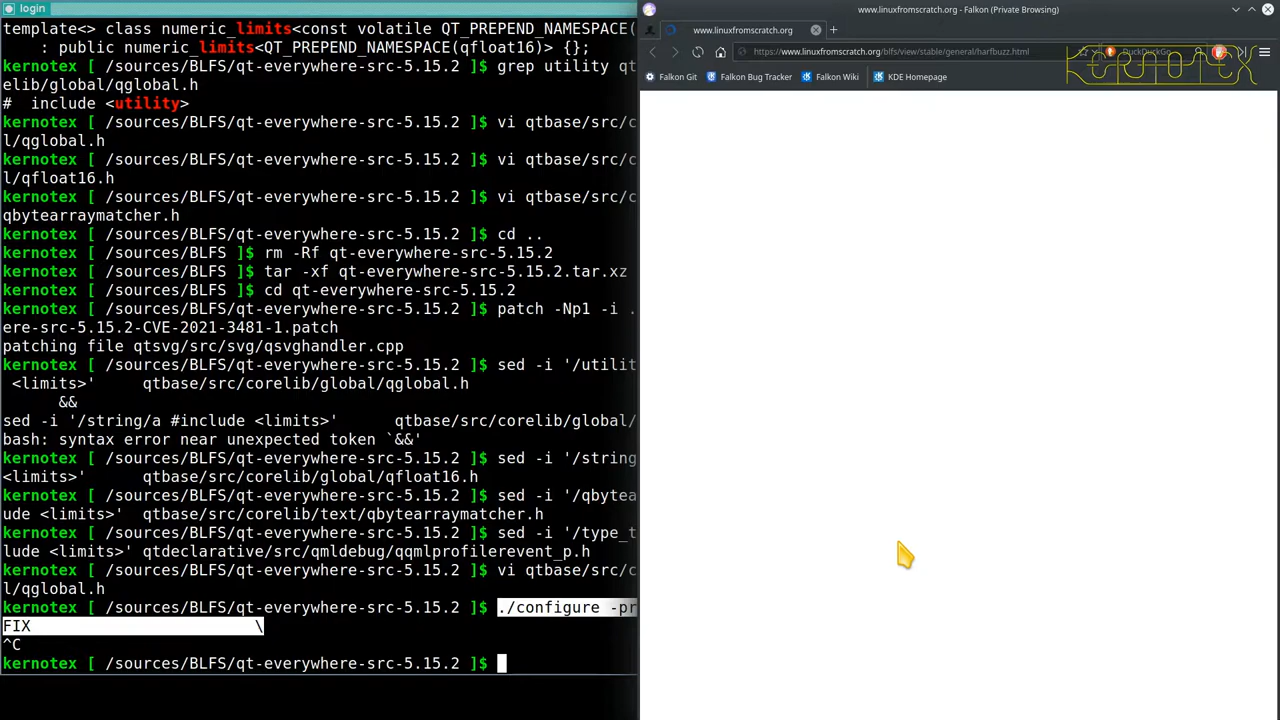 login
template<> class numeric_limits<const volatile QT_PREPEND_NAMESPACE(
: public numeric_limits<QT_PREPEND_NAMESPACE(qfloat16)> {};
kernotex [ /sources/BLFS/qt-everywhere-src-5.15.2 ]$ grep utility qt
elib/global/qglobal.h
# include <utility>
kernotex [ /sources/BLFS/qt-everywhere-src-5.15.2 ]$ vi qtbase/src/c
l/qglobal.h
kernotex [ /sources/BLFS/qt-everywhere-src-5.15.2 ]$ vi qtbase/src/c
l/qfloat16.h
kernotex [ /sources/BLFS/qt-everywhere-src-5.15.2 ]$ vi qtbase/src/c
qbytearraymatcher.h
kernotex [ /sources/BLFS/qt-everywhere-src-5.15.2 ]$ cd ..
kernotex [ /sources/BLFS ]$ rm -Rf qt-everywhere-src-5.15.2
kernotex [ /sources/BLFS ]$ tar -xf qt-everywhere-src-5.15.2.tar.xz
kernotex [ /sources/BLFS ]$ cd qt-everywhere-src-5.15.2
kernotex [ /sources/BLFS/qt-everywhere-src-5.15.2 ]$ patch -Np1 -i .
ere-src-5.15.2-CVE-2021-3481-1.patch
patching file qtsvg/src/svg/qsvghandler.cpp
kernotex [ /sources/BLFS/qt-everywhere-src-5.15.2 ]$ sed -i '/utilit
<limits>' qtbase/src/corelib/global/qglobal.h
&&
sed -i '/string/a #include <limits>' qtbase/src/corelib/global/
bash: syntax error near unexpected token `&&'
kernotex [ /sources/BLFS/qt-everywhere-src-5.15.2 ]$ sed -i '/string
<limits>' qtbase/src/corelib/global/qfloat16.h
kernotex [ /sources/BLFS/qt-everywhere-src-5.15.2 ]$ sed -i '/qbytea
ude <limits>' qtbase/src/corelib/text/qbytearraymatcher.h
kernotex [ /sources/BLFS/qt-everywhere-src-5.15.2 ]$ sed -i '/type_t
lude <limits>' qtdeclarative/src/qmldebug/qqmlprofilerevent_p.h
kernotex [ /sources/BLFS/qt-everywhere-src-5.15.2 ]$ vi qtbase/src/c
l/qglobal.h
kernotex [ /sources/BLFS/qt-everywhere-src-5.15.2 ]$ ./configure -pr
FIX \
^C
kernotex [ /sources/BLFS/qt-everywhere-src-5.15.2 ]$
www.linuxfromscratch.org - Falkon (Private Browsing)
www.linuxfromscratch.org
https://www.linuxfromscratch.org/blfs/view/stable/general/harfbuzz.html
DuckDuckGo
KERNOTEX
Falkon Git Falkon Bug Tracker Falkon Wiki KDE Homepage